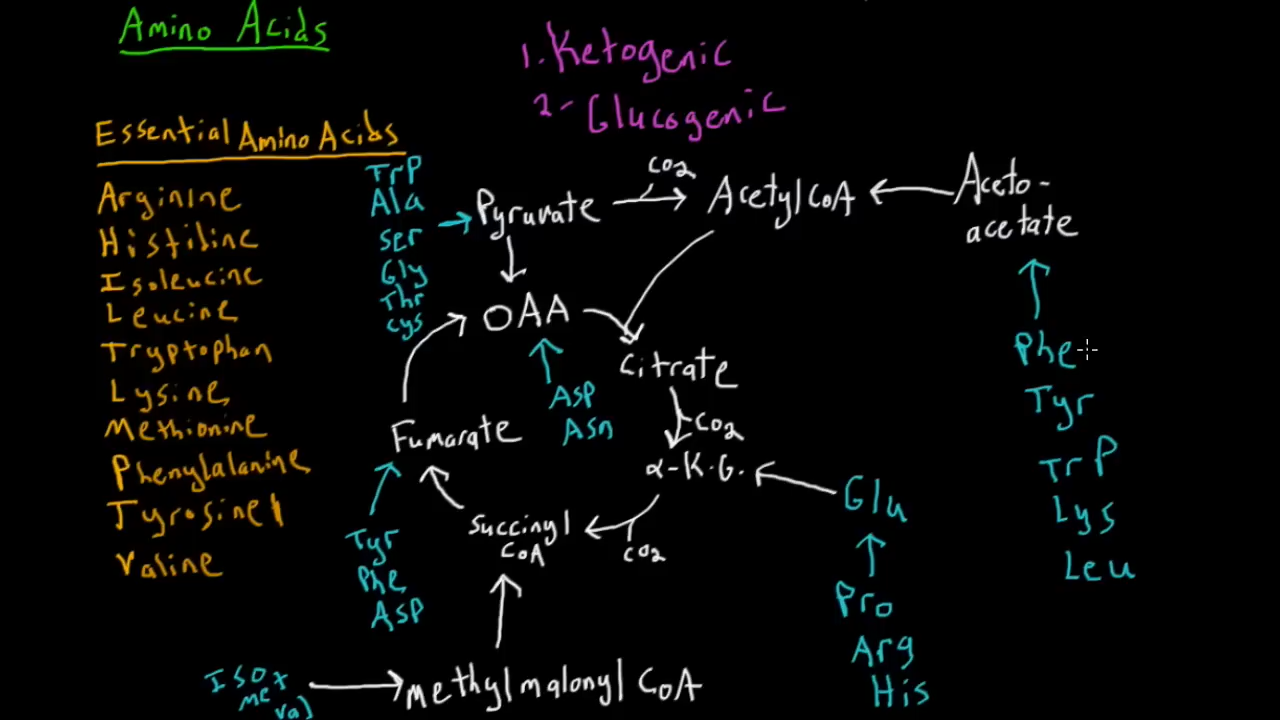 Amino Acids
1. Ketogenic
2- Glucogenic
Essential Amino Acids
Arginine
Histiline
Isoleucine
Leucine
Tryptophan
Lysine
Methionine
Phenylalanine
Tyrosine
Valine
Trp
Ala
Ser
Gly
Thr
Cys
Pyruvate
CO2
Acetyl CoA
Aceto-
acetate
OAA
Citrate
Asp
Asn
Fumarate
CO2
α-K.G.
Succinyl
CoA
CO2
Tyr
Phe
Asp
Iso
met
val
methylmalonyl CoA
Glu
Pro
Arg
His
Phe
Tyr
Trp
Lys
Leu